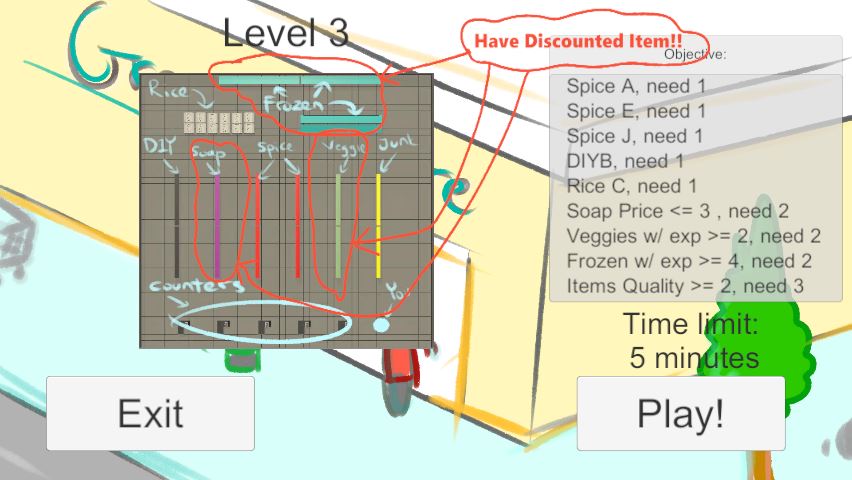 Level 3
Have Discounted Item!!
Objective:
Rice
Frozen
DIY
Soap
Spice
Veggie
Junk
counters
Spice A, need 1
Spice E, need 1
Spice J, need 1
DIYB, need 1
Rice C, need 1
Soap Price <= 3 , need 2
Veggies w/ exp >= 2, need 2
Frozen w/ exp >= 4, need 2
Items Quality >= 2, need 3
Time limit:
5 minutes
Exit
Play!